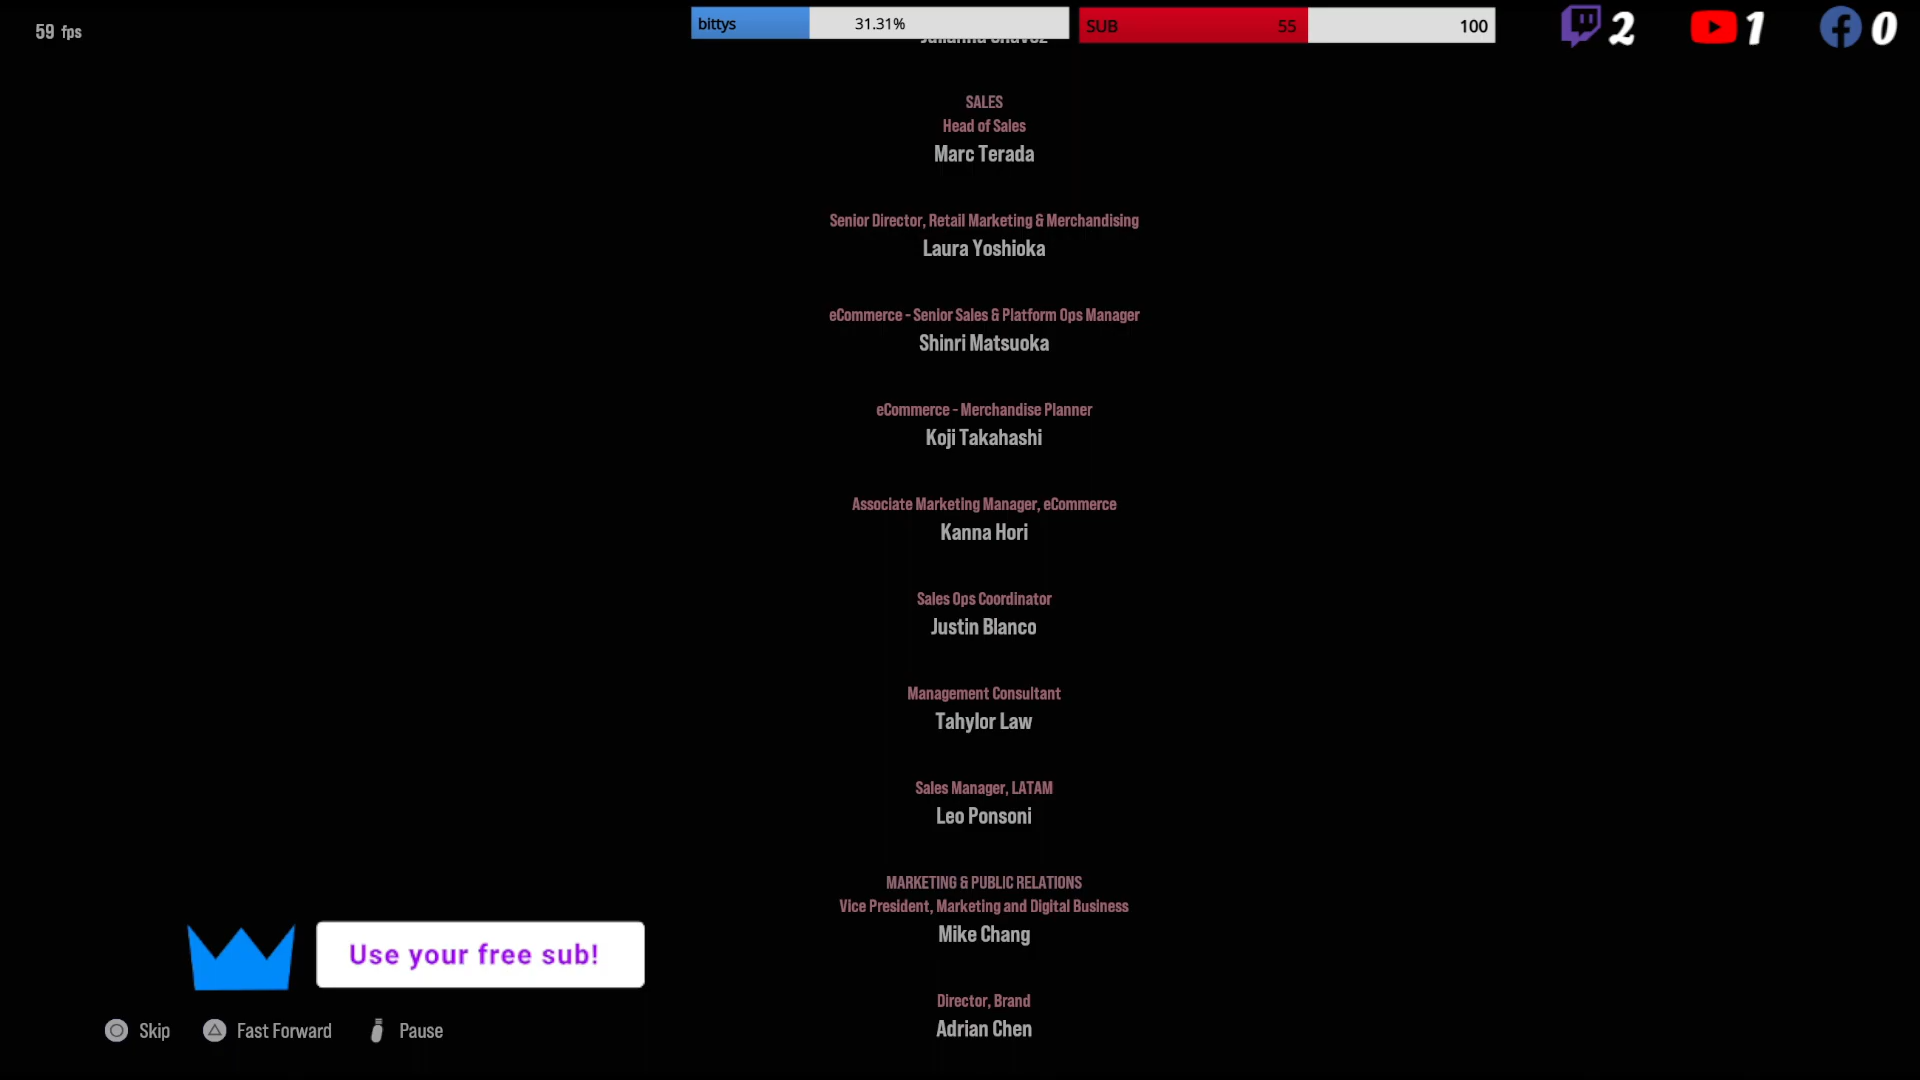 59 fps
bittys 31.31%
SUB 55 100
2
1
0
SALES
Head of Sales
Marc Terada
Senior Director, Retail Marketing & Merchandising
Laura Yoshioka
eCommerce - Senior Sales & Platform Ops Manager
Shinri Matsuoka
eCommerce - Merchandise Planner
Koji Takahashi
Associate Marketing Manager, eCommerce
Kanna Hori
Sales Ops Coordinator
Justin Blanco
Management Consultant
Tahylor Law
Sales Manager, LATAM
Leo Ponsoni
MARKETING & PUBLIC RELATIONS
Vice President, Marketing and Digital Business
Mike Chang
Director, Brand
Adrian Chen
Use your free sub!
Skip Fast Forward Pause